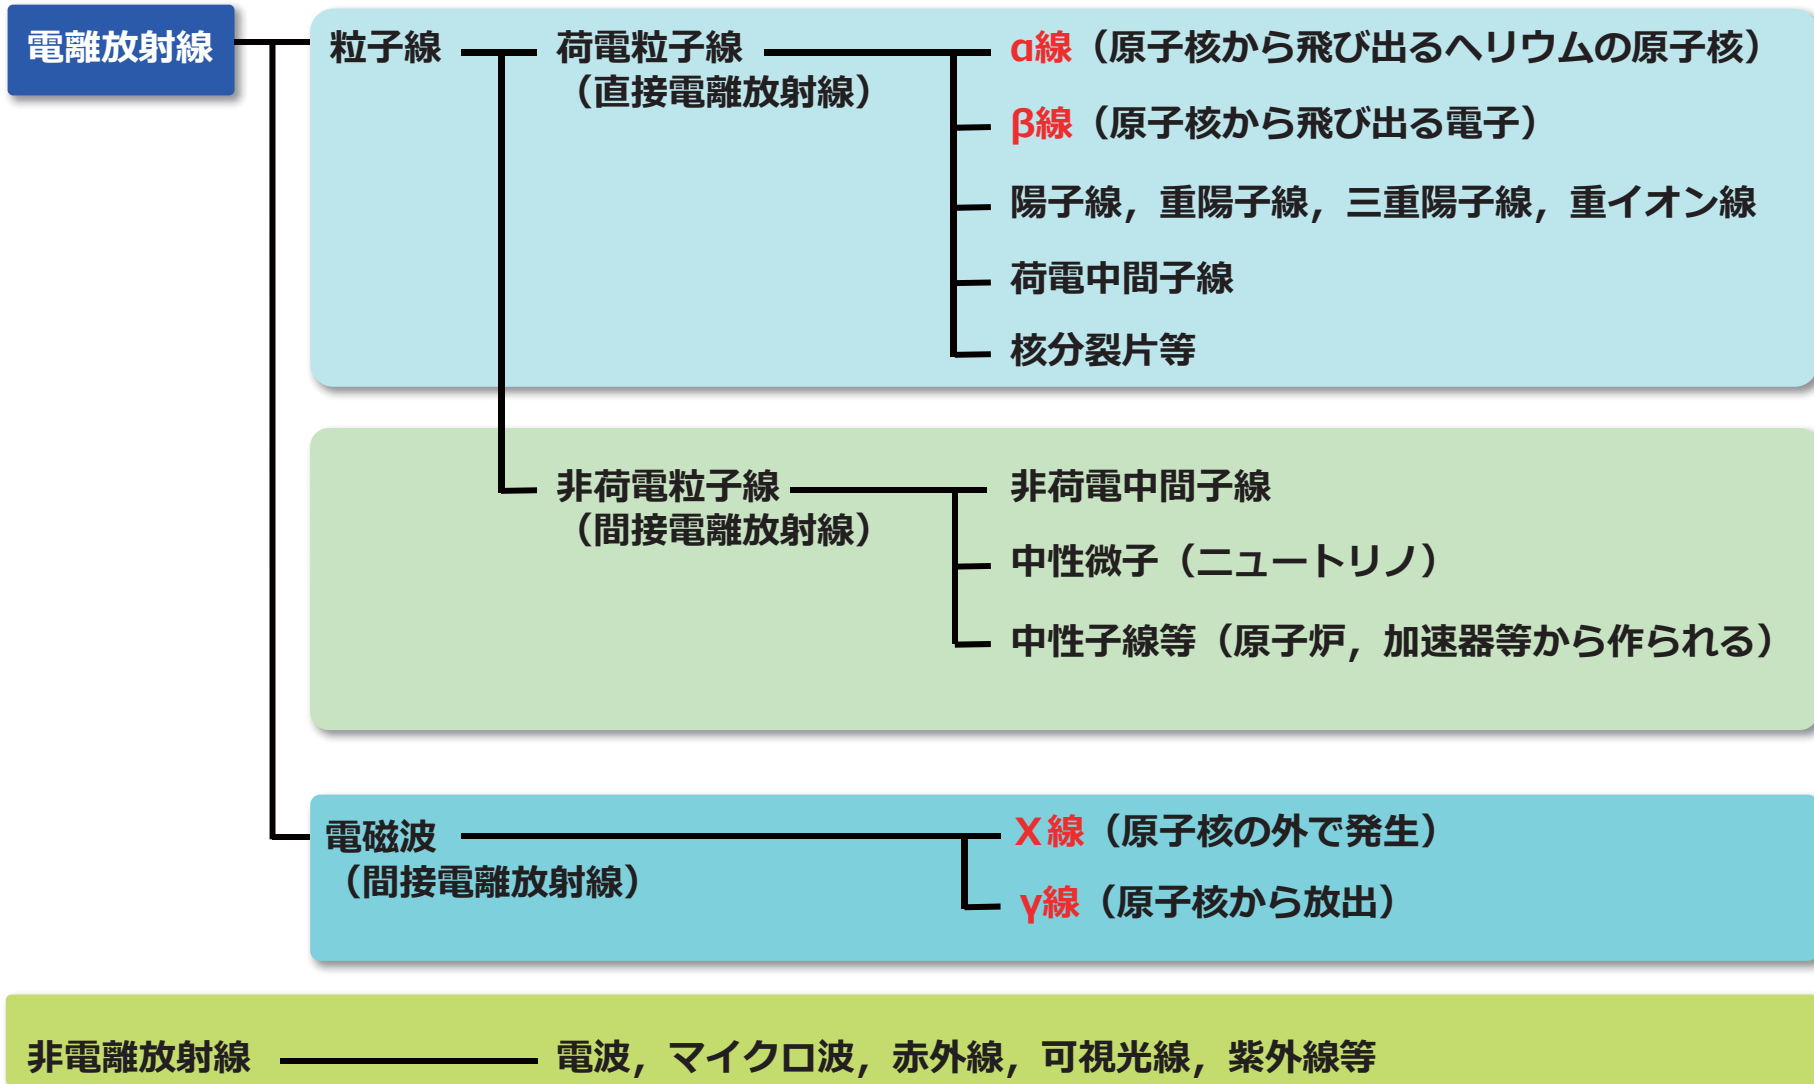 電離放射線
粒子線
荷電粒子線
（直接電離放射線）
α線（原子核から飛び出るヘリウムの原子核）
β線（原子核から飛び出る電子）
陽子線，重陽子線，三重陽子線，重イオン線
荷電中間子線
核分裂片等
非荷電粒子線
（間接電離放射線）
非荷電中間子線
中性微子（ニュートリノ）
中性子線等（原子炉，加速器等から作られる）
電磁波
（間接電離放射線）
X線（原子核の外で発生）
γ線（原子核から放出）
非電離放射線
電波，マイクロ波，赤外線，可視光線，紫外線等